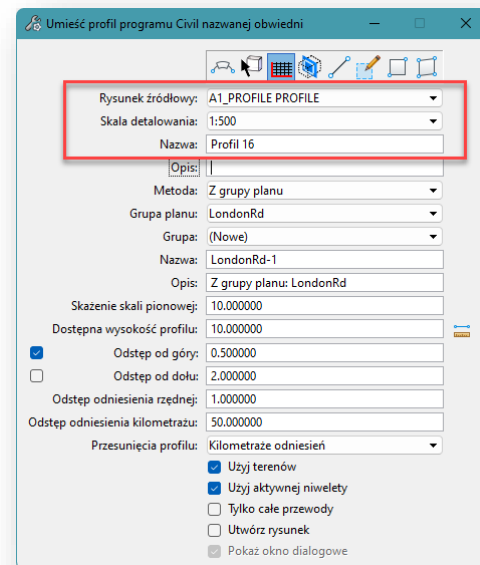 Umieść profil programu Civil nazwanej obwiedni
Rysunek źródłowy: A1_PROFILE PROFILE
Skala detalowania: 1:500
Nazwa: Profil 16
Opis:
Metoda: Z grupy planu
Grupa planu: LondonRd
Grupa: (Nowe)
Nazwa: LondonRd-1
Opis: Z grupy planu: LondonRd
Skażenie skali pionowej: 10.000000
Dostępna wysokość profilu: 10.000000
Odstęp od góry: 0.500000
Odstęp od dołu: 2.000000
Odstęp odniesienia rzędnej: 1.000000
Odstęp odniesienia kilometrażu: 50.000000
Przesunięcia profilu: Kilometraże odniesień
Użyj terenów
Użyj aktywnej niwelety
Tylko całe przewody
Utwórz rysunek
Pokaż okno dialogowe